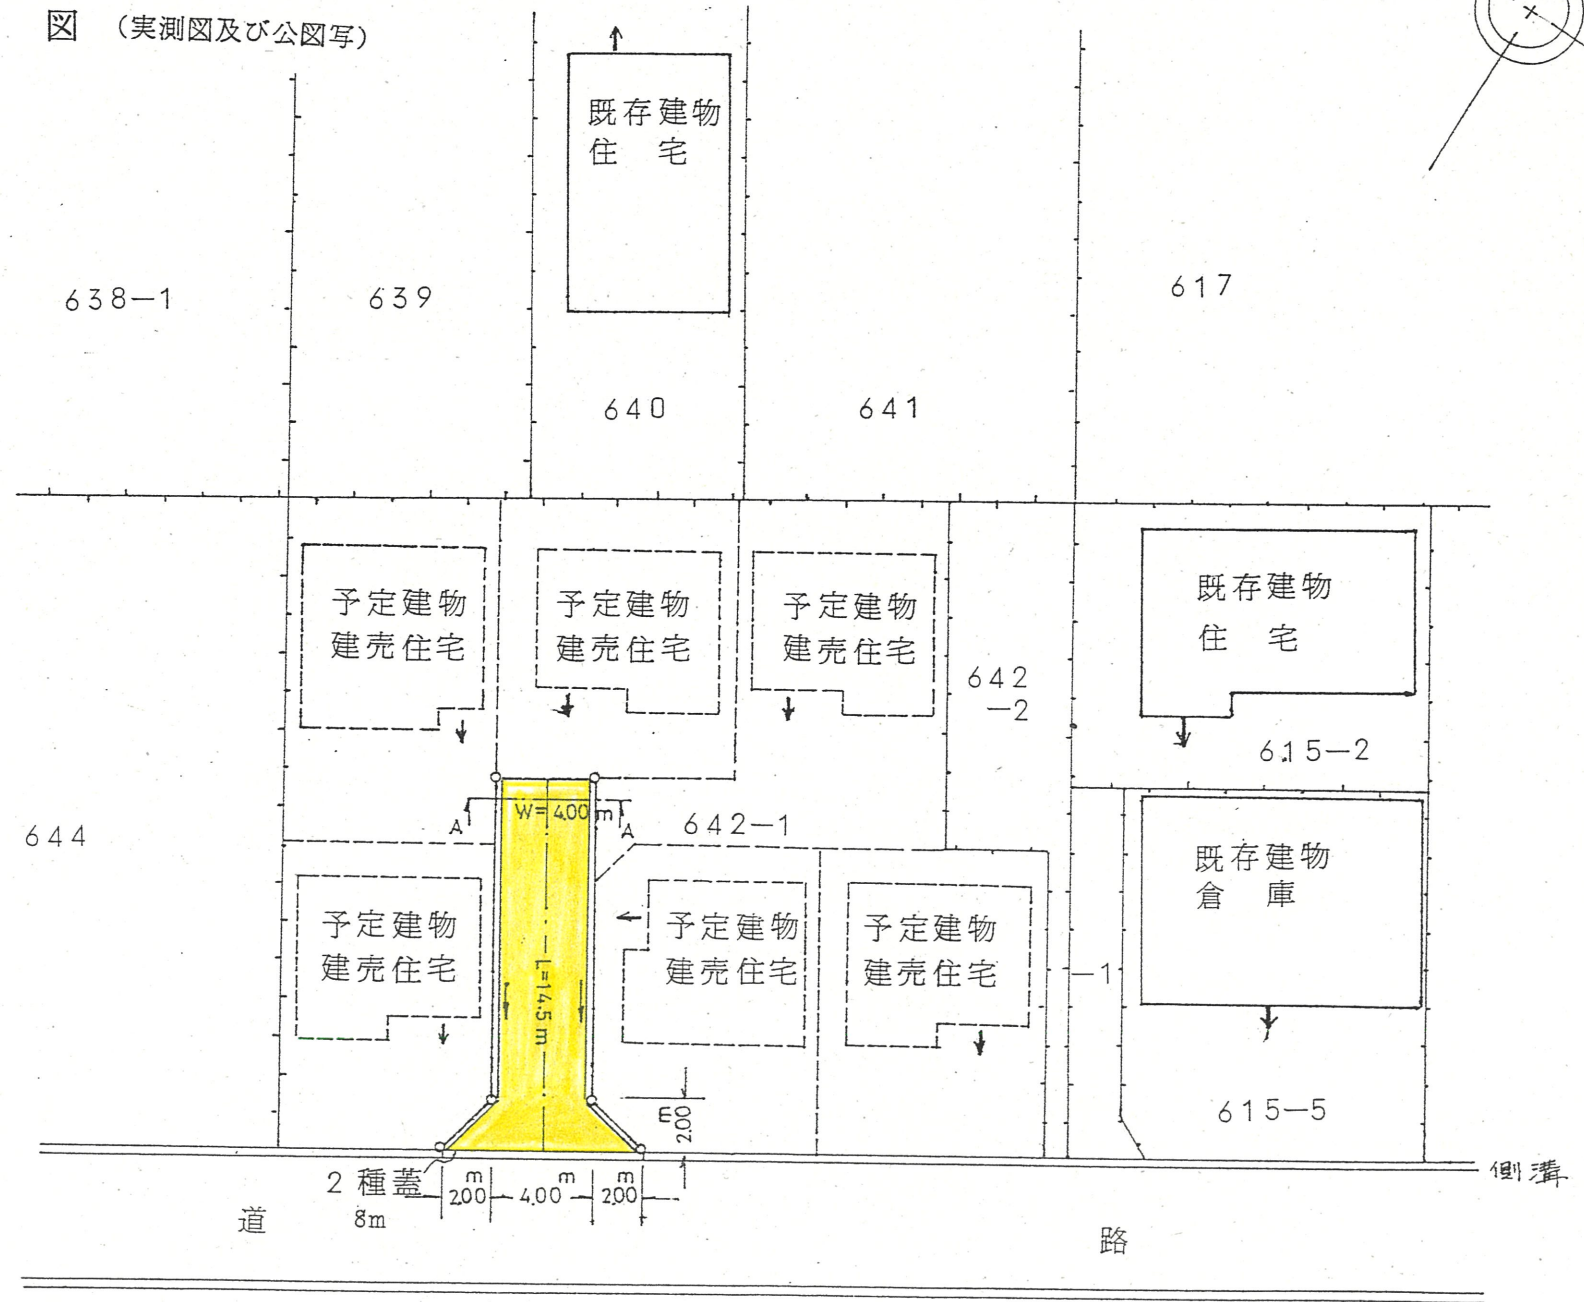 図 （実測図及び公図写）
既存建物
住 宅
638-1
639
617
640
641
予定建物
建売住宅
予定建物
建売住宅
予定建物
建売住宅
642
-2
既存建物
住 宅
615-2
W=4.00m
A
A
642-1
644
既存建物
倉 庫
予定建物
建売住宅
L=14.5m
予定建物
建売住宅
予定建物
建売住宅
-1
2.00
m
615-5
側溝
2種蓋
8m
m
2.00
m
4.00
m
2.00
道
路